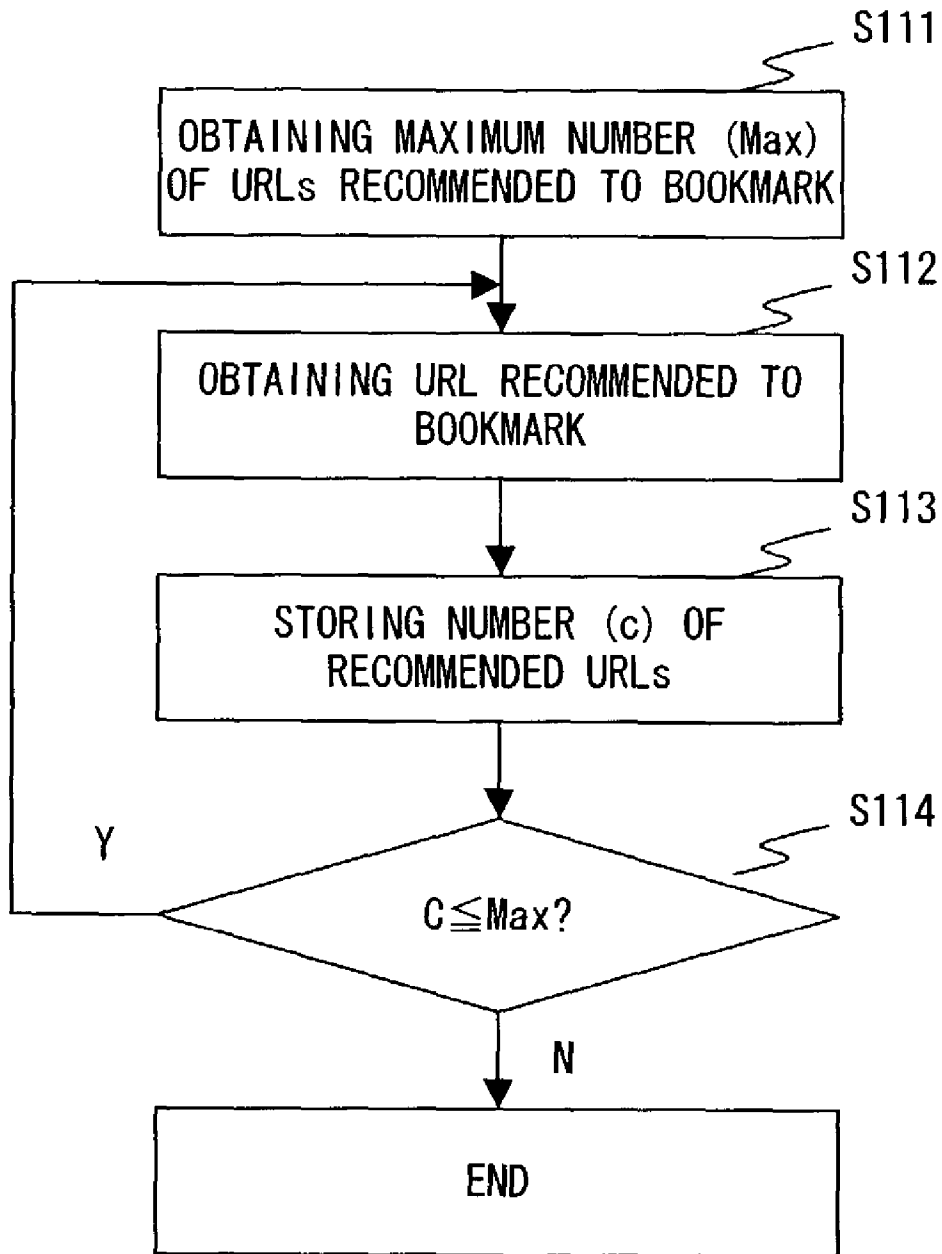 S111
OBTAINING MAXIMUM NUMBER (Max)
OF URLs RECOMMENDED TO BOOKMARK
S112
OBTAINING URL RECOMMENDED TO
BOOKMARK
S113
STORING NUMBER (c) OF
RECOMMENDED URLs
S114
Y
C≦Max?
N
END